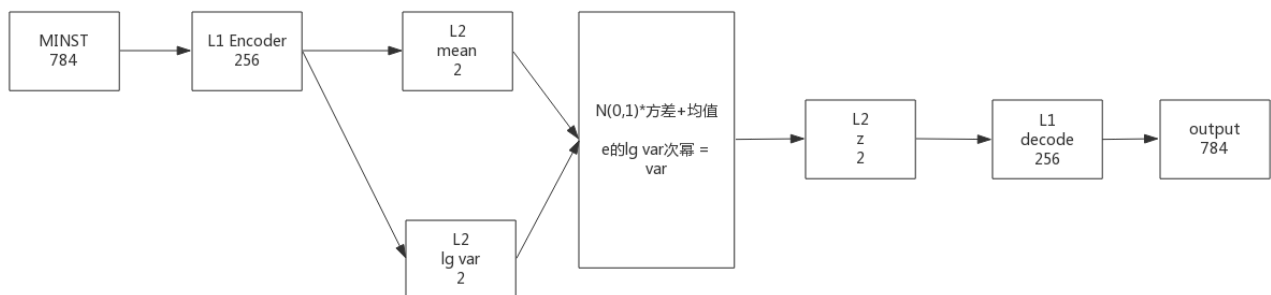 MINST
784
L1 Encoder
256
L2
mean
2
L2
lg var
2
N(0,1)*方差+均值
e的lg var次幂 =
var
L2
z
2
L1
decode
256
output
784